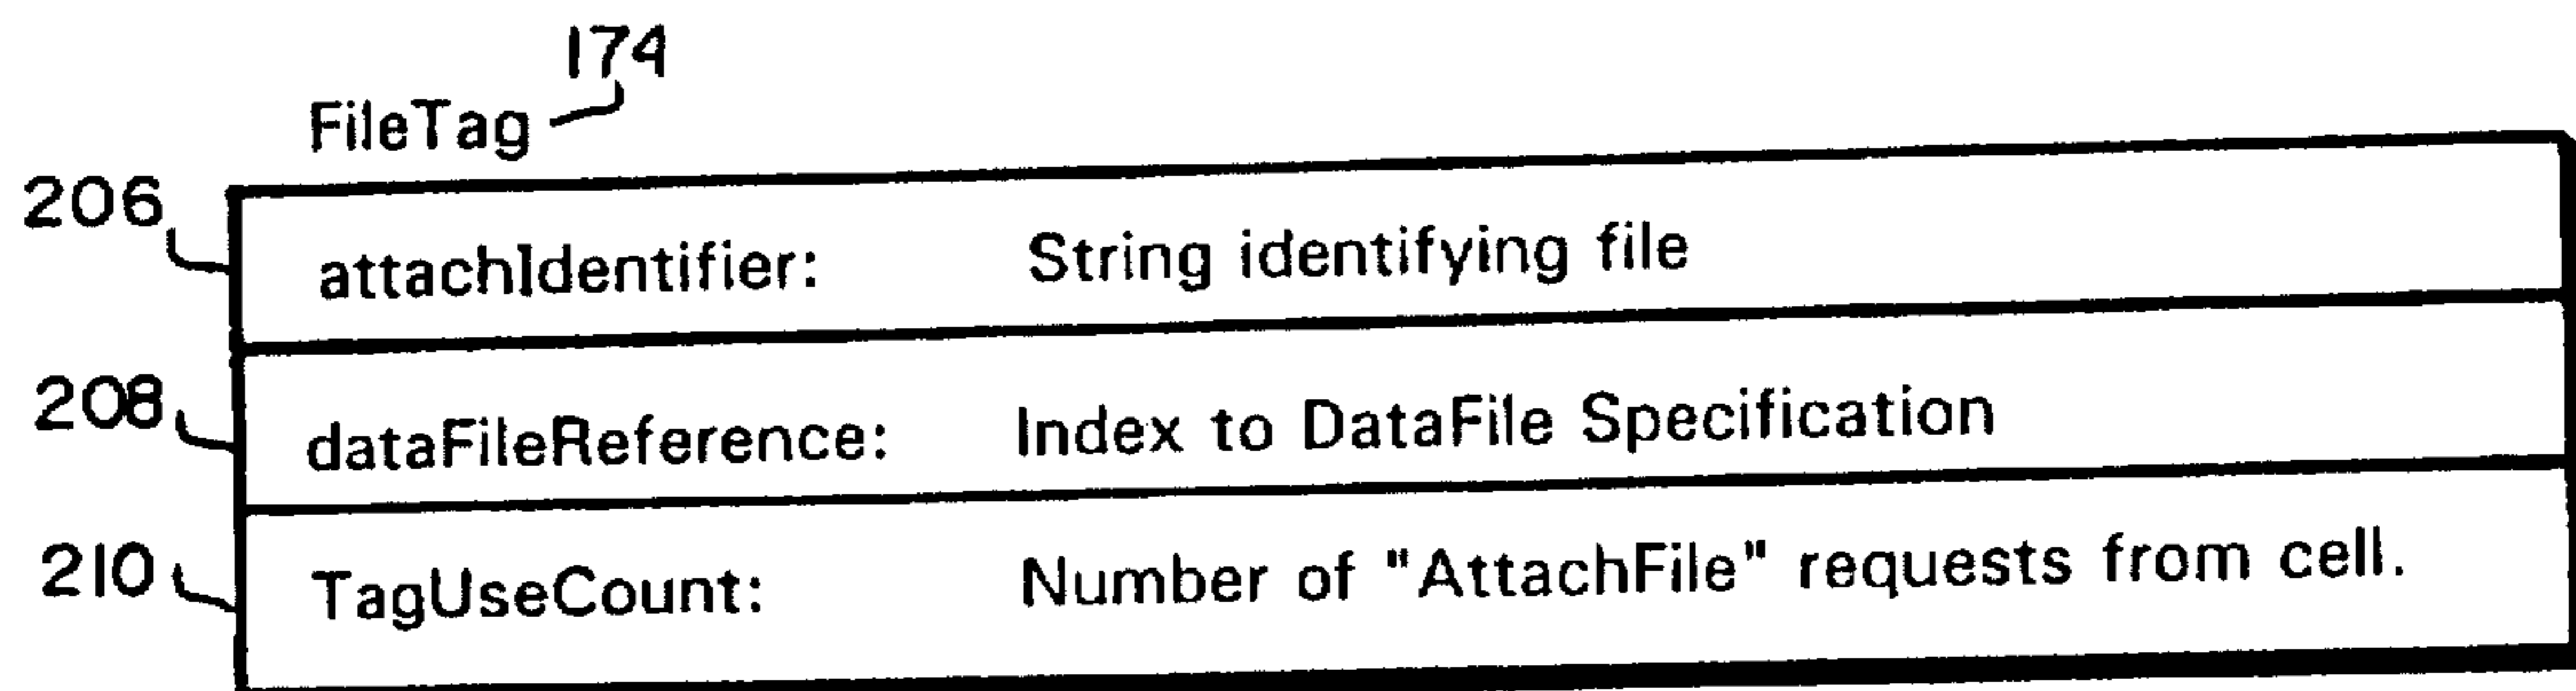 174
FileTag
206
attachIdentifier: String identifying file
208
dataFileReference: Index to DataFile Specification
210
TagUseCount: Number of "AttachFile" requests from cell.